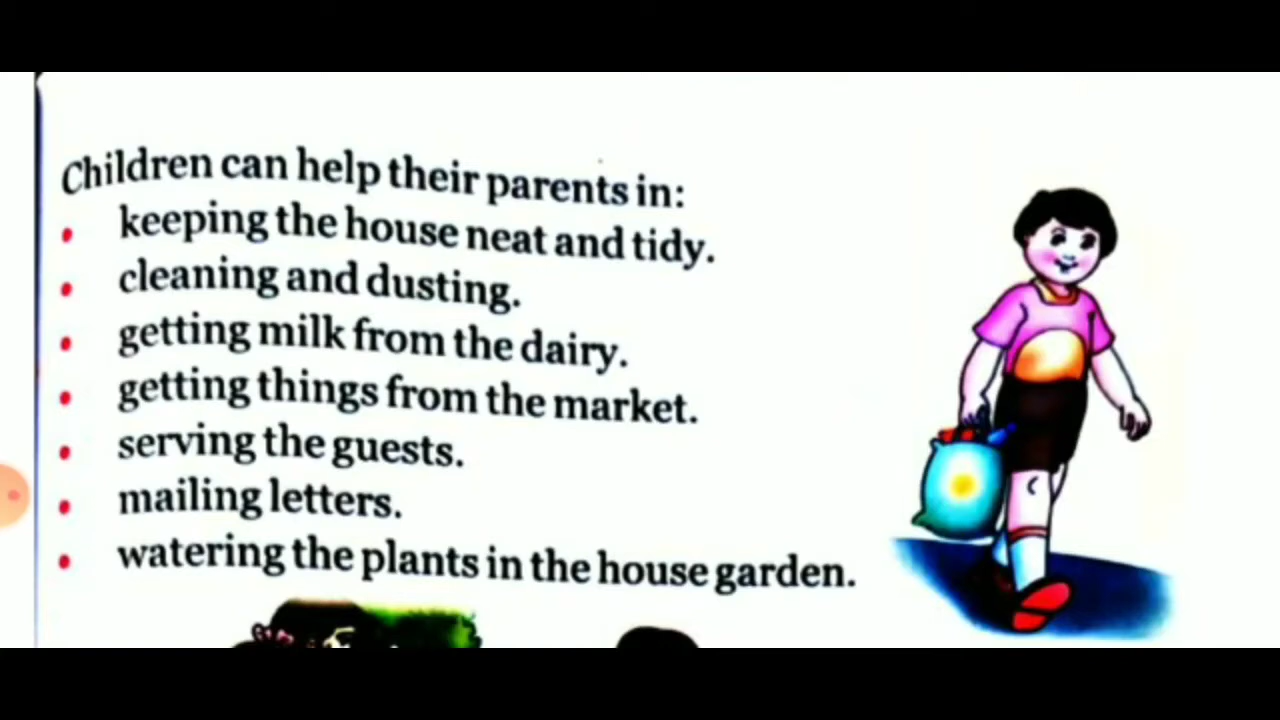 Children can help their parents in:
• keeping the house neat and tidy.
• cleaning and dusting.
• getting milk from the dairy.
• getting things from the market.
• serving the guests.
• mailing letters.
• watering the plants in the house garden.